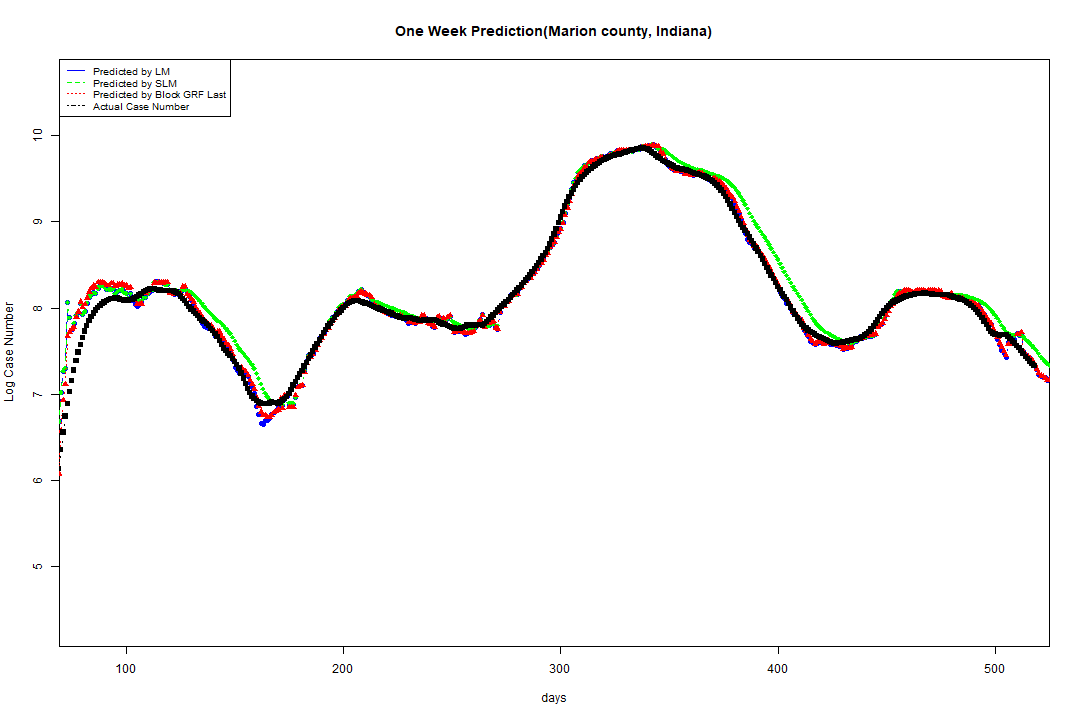 One Week Prediction(Marion county, Indiana)
Predicted by LM
Predicted by SLM
Predicted by Block GRF Last
Actual Case Number
10
9
8
7
6
5
Log Case Number
100 200 300 400 500
days